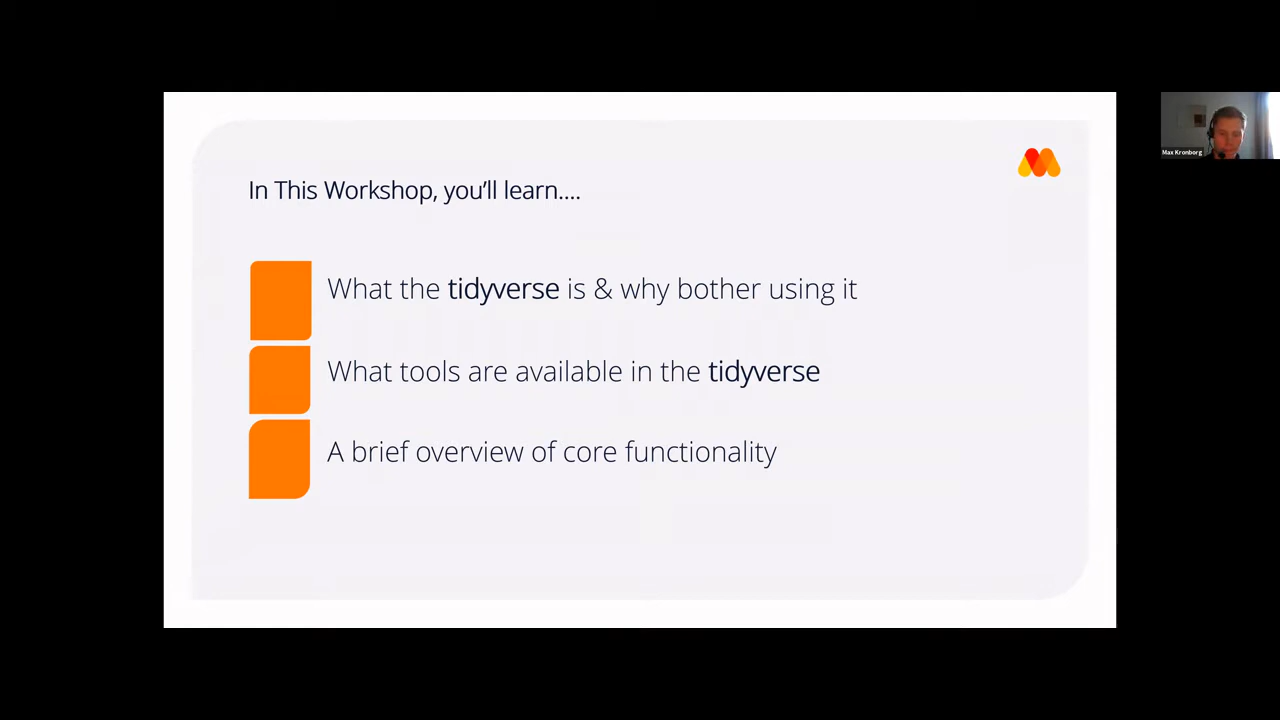 In This Workshop, you'll learn....
What the tidyverse is & why bother using it
What tools are available in the tidyverse
A brief overview of core functionality
Max Kronborg